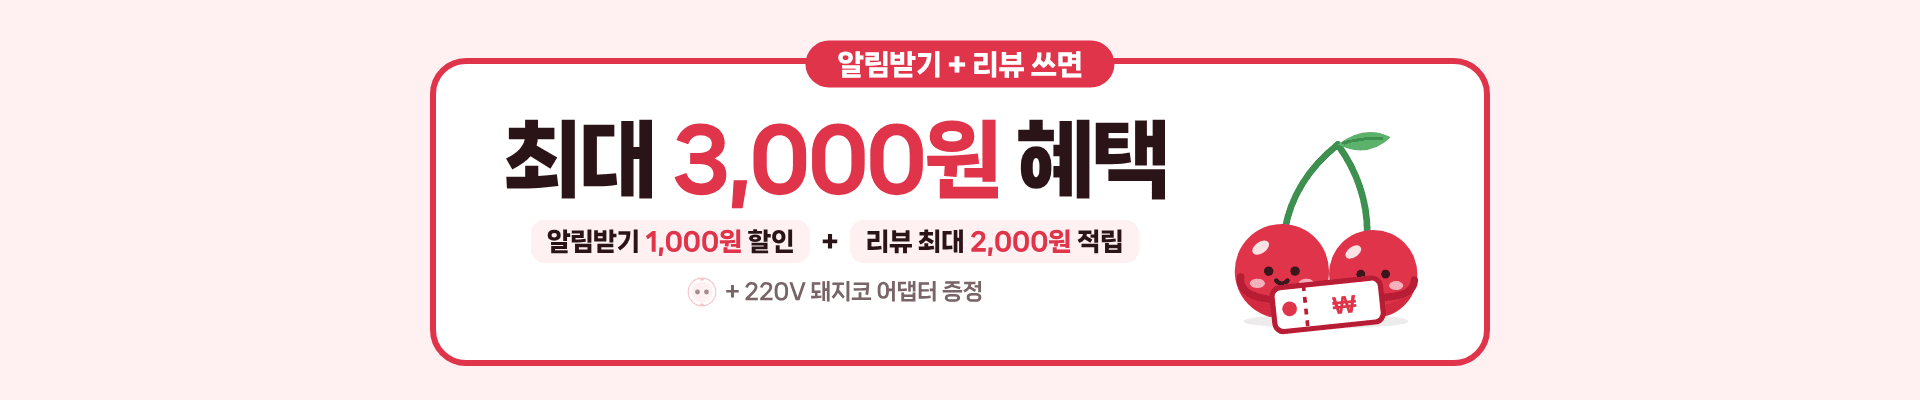 알림받기 + 리뷰 쓰면
최대 3,000원 혜택
알림받기 1,000원 할인 + 리뷰 최대 2,000원 적립
+ 220V 돼지코 어댑터 증정
₩